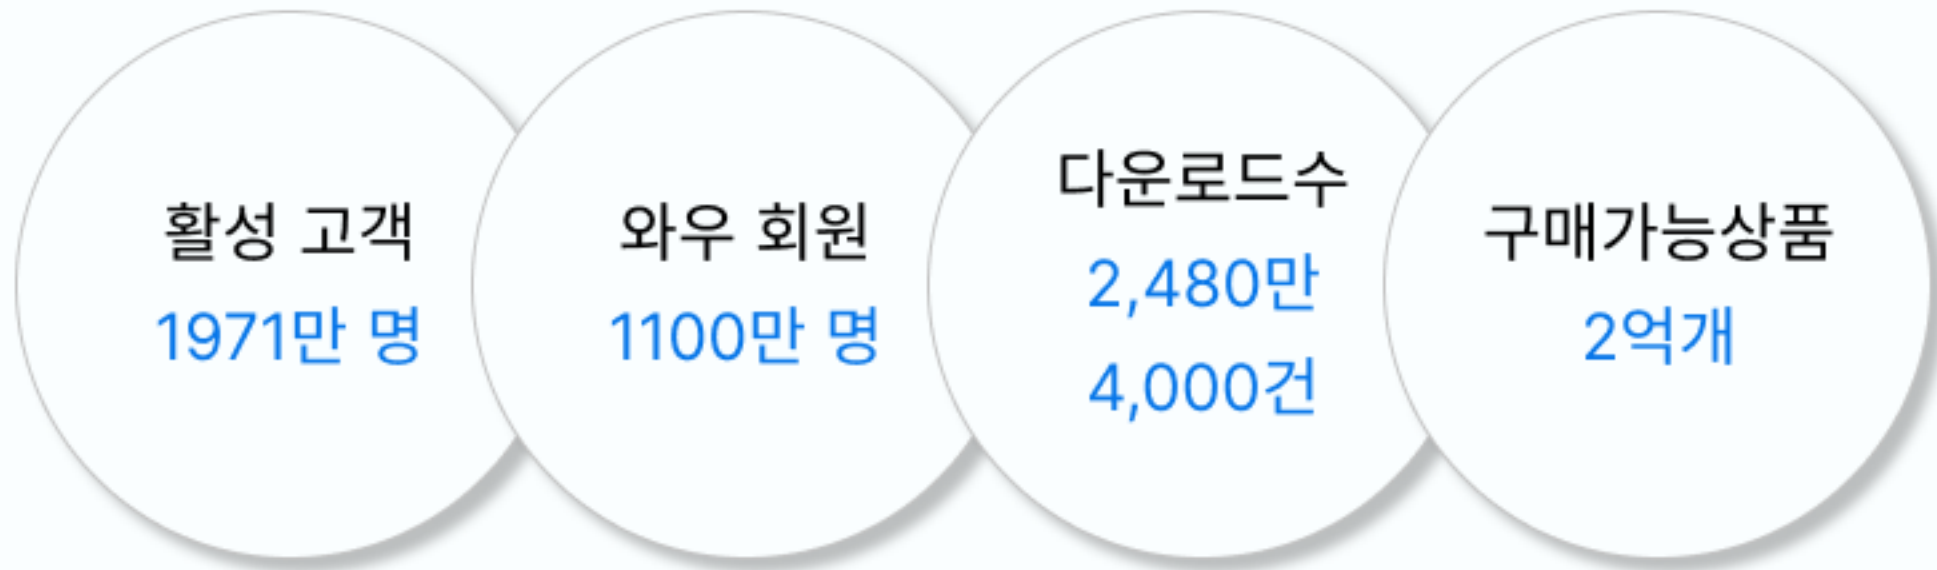 활성 고객
1971만 명
와우 회원
1100만 명
다운로드수
2,480만
4,000건
구매가능상품
2억개